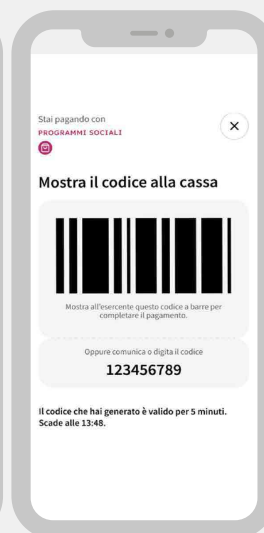 Stai pagando con
PROGRAMMI SOCIALI
Mostra il codice alla cassa
Mostra all'esercente questo codice a barre per
completare il pagamento.
Oppure comunica o digita il codice
123456789
Il codice che hai generato è valido per 5 minuti.
Scade alle 13:48.